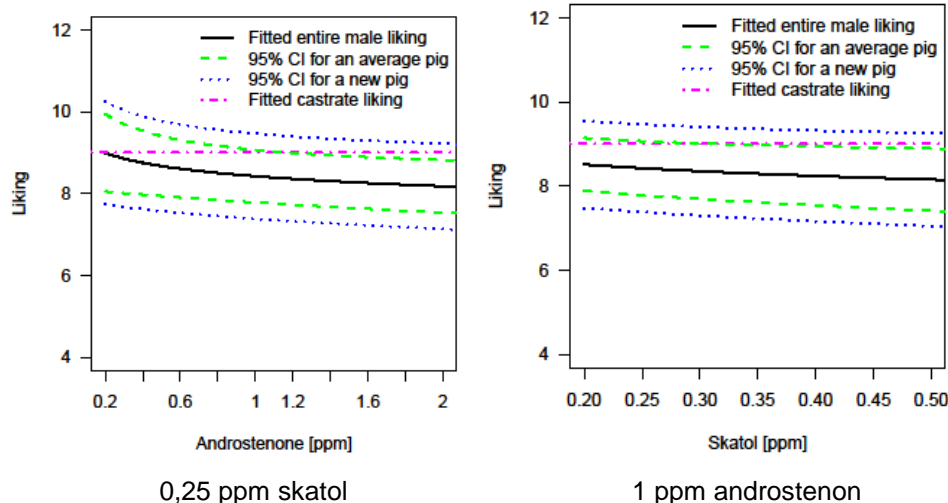 12
10
8
6
4
Liking
Fitted entire male liking
95% CI for an average pig
95% CI for a new pig
Fitted castrate liking
0.2 0.6 1 1.2 1.6 2
Androstenone [ppm]
0,25 ppm skatol
12
10
8
6
4
Liking
Fitted entire male liking
95% CI for an average pig
95% CI for a new pig
Fitted castrate liking
0.20 0.25 0.30 0.35 0.40 0.45 0.50
Skatol [ppm]
1 ppm androstenon